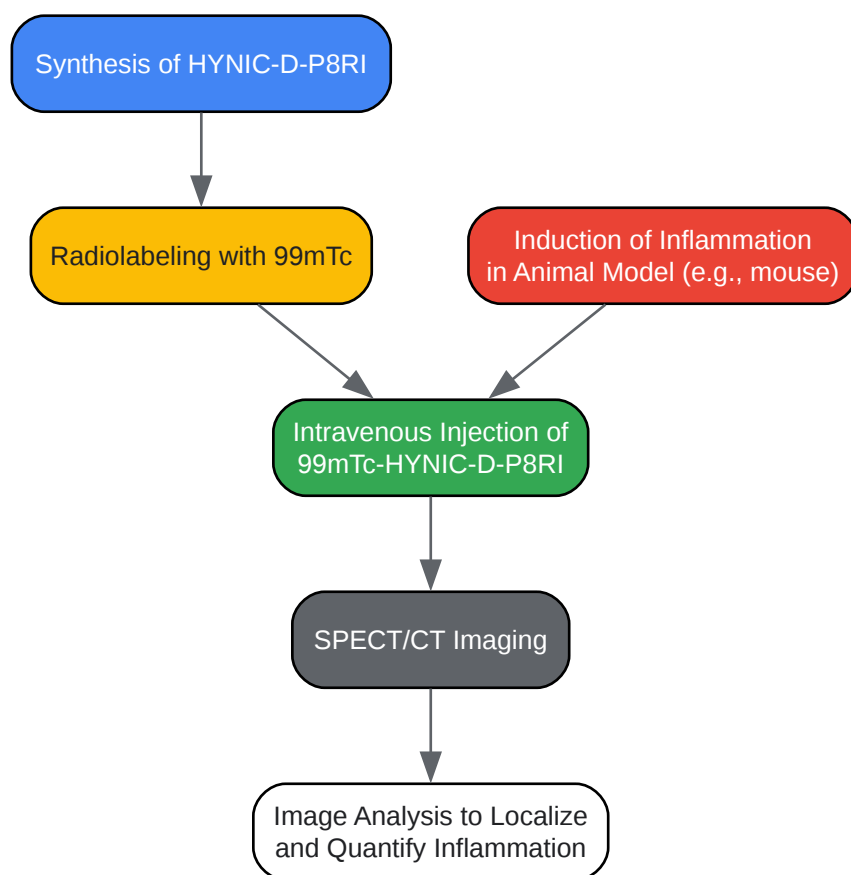 Synthesis of HYNIC-D-P8RI
Radiolabeling with 99mTc
Induction of Inflammation
in Animal Model (e.g., mouse)
Intravenous Injection of
99mTc-HYNIC-D-P8RI
SPECT/CT Imaging
Image Analysis to Localize
and Quantify Inflammation